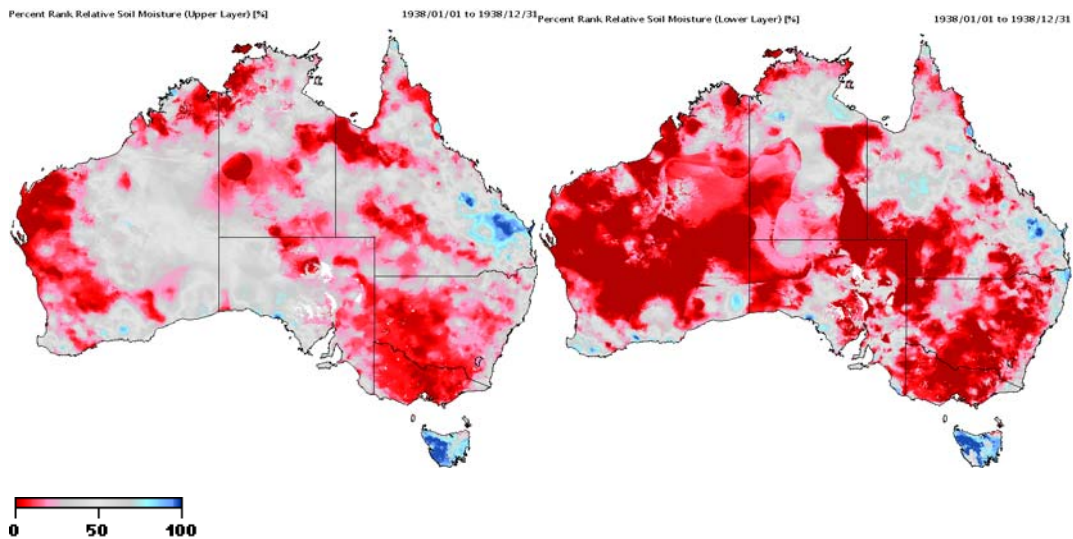 Percent Rank Relative Soil Moisture (Upper Layer) [%] 1938/01/01 to 1938/12/31
Percent Rank Relative Soil Moisture (Lower Layer) [%] 1938/01/01 to 1938/12/31
0 50 100